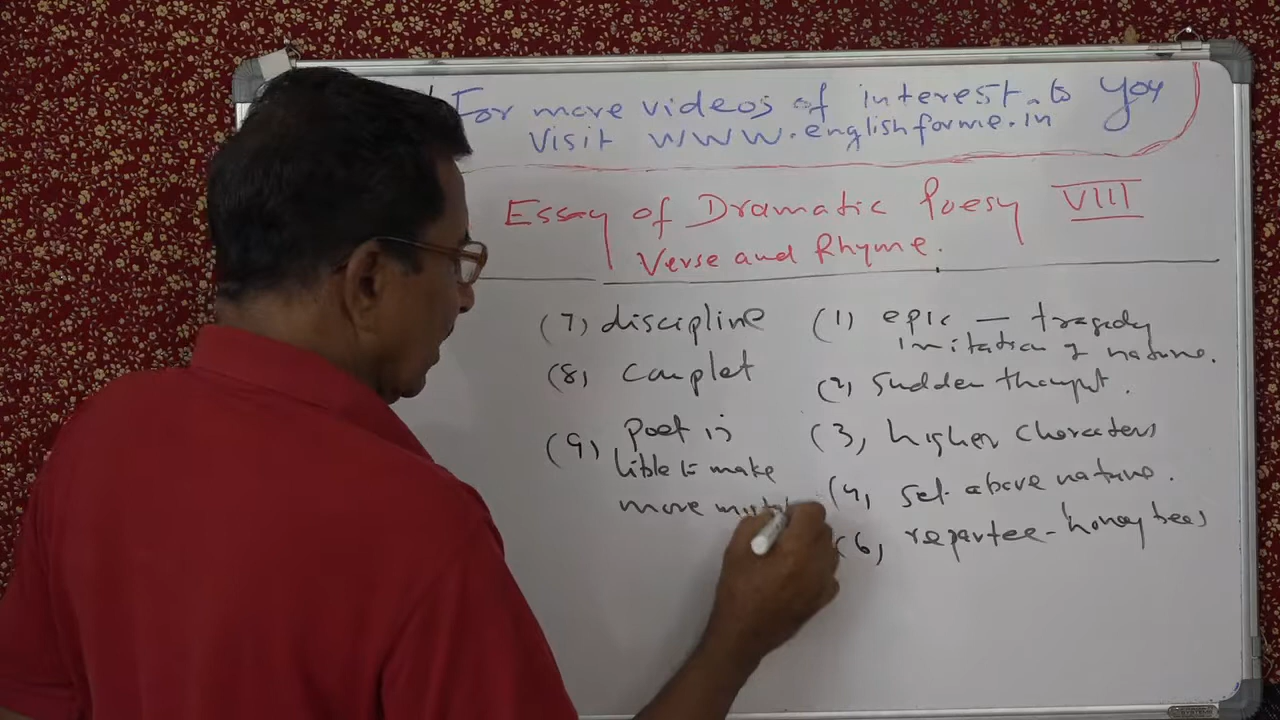 For more videos of interest to you
Visit www.englishforme.in
Essay of Dramatic Poesy VIII
Verse and Rhyme.
(7) discipline
(8) couplet
(9) Poet is
lible to make
more
(1) epic — tragedy
imitation of nature.
(2) sudden thought.
(3) higher characters
(4) set above nature.
(6) repartee - honey bees